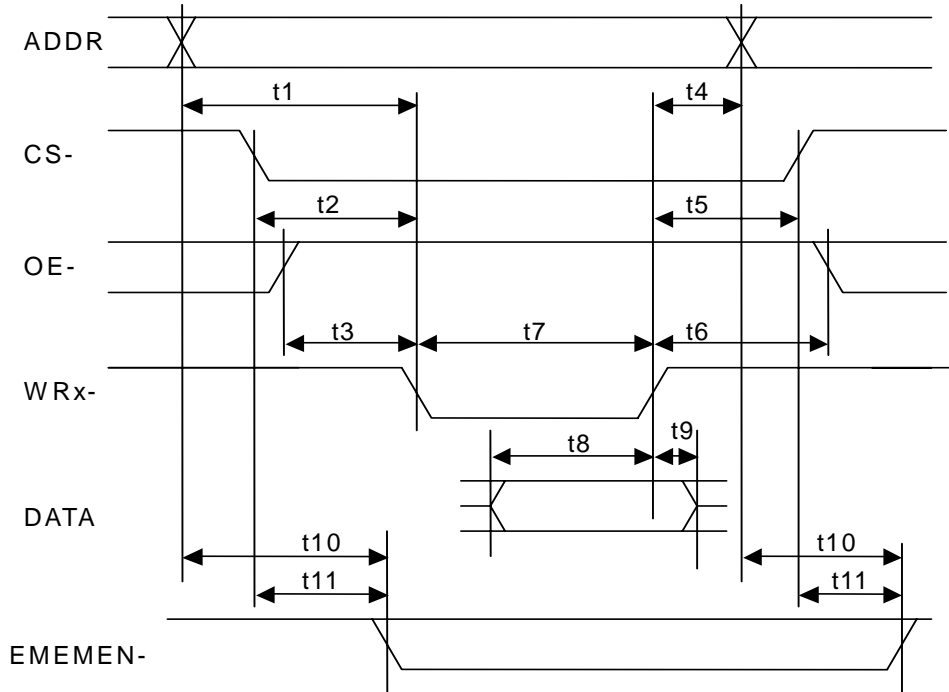 ADDR
t1
t4
CS-
t2
t5
OE-
t3
t7
t6
WRx-
t8
t9
DATA
t10
t10
t11
t11
EMEMEN-